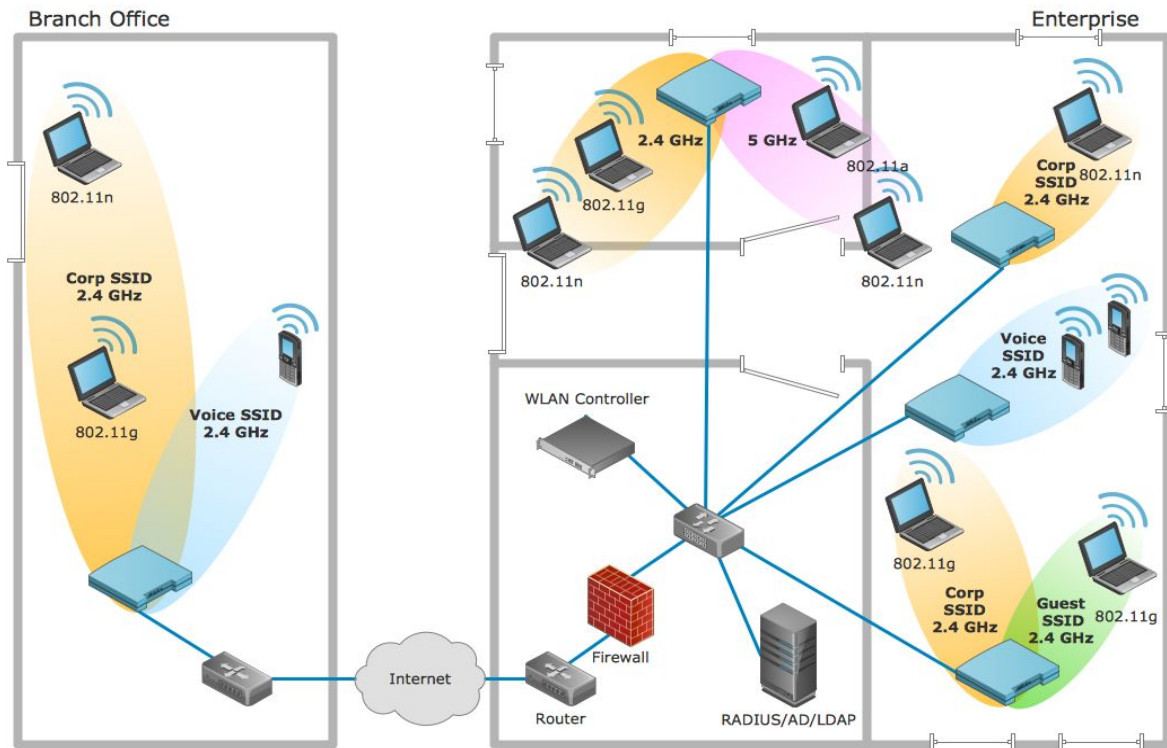 Branch Office
Enterprise
802.11n
Corp SSID
2.4 GHz
802.11g
Voice SSID
2.4 GHz
Internet
2.4 GHz
5 GHz
802.11g
802.11n
802.11a
802.11n
Corp
SSID
2.4 GHz
802.11n
Voice
SSID
2.4 GHz
WLAN Controller
Firewall
Router
RADIUS/AD/LDAP
802.11g
Corp
SSID
2.4 GHz
Guest
SSID
2.4 GHz
802.11g